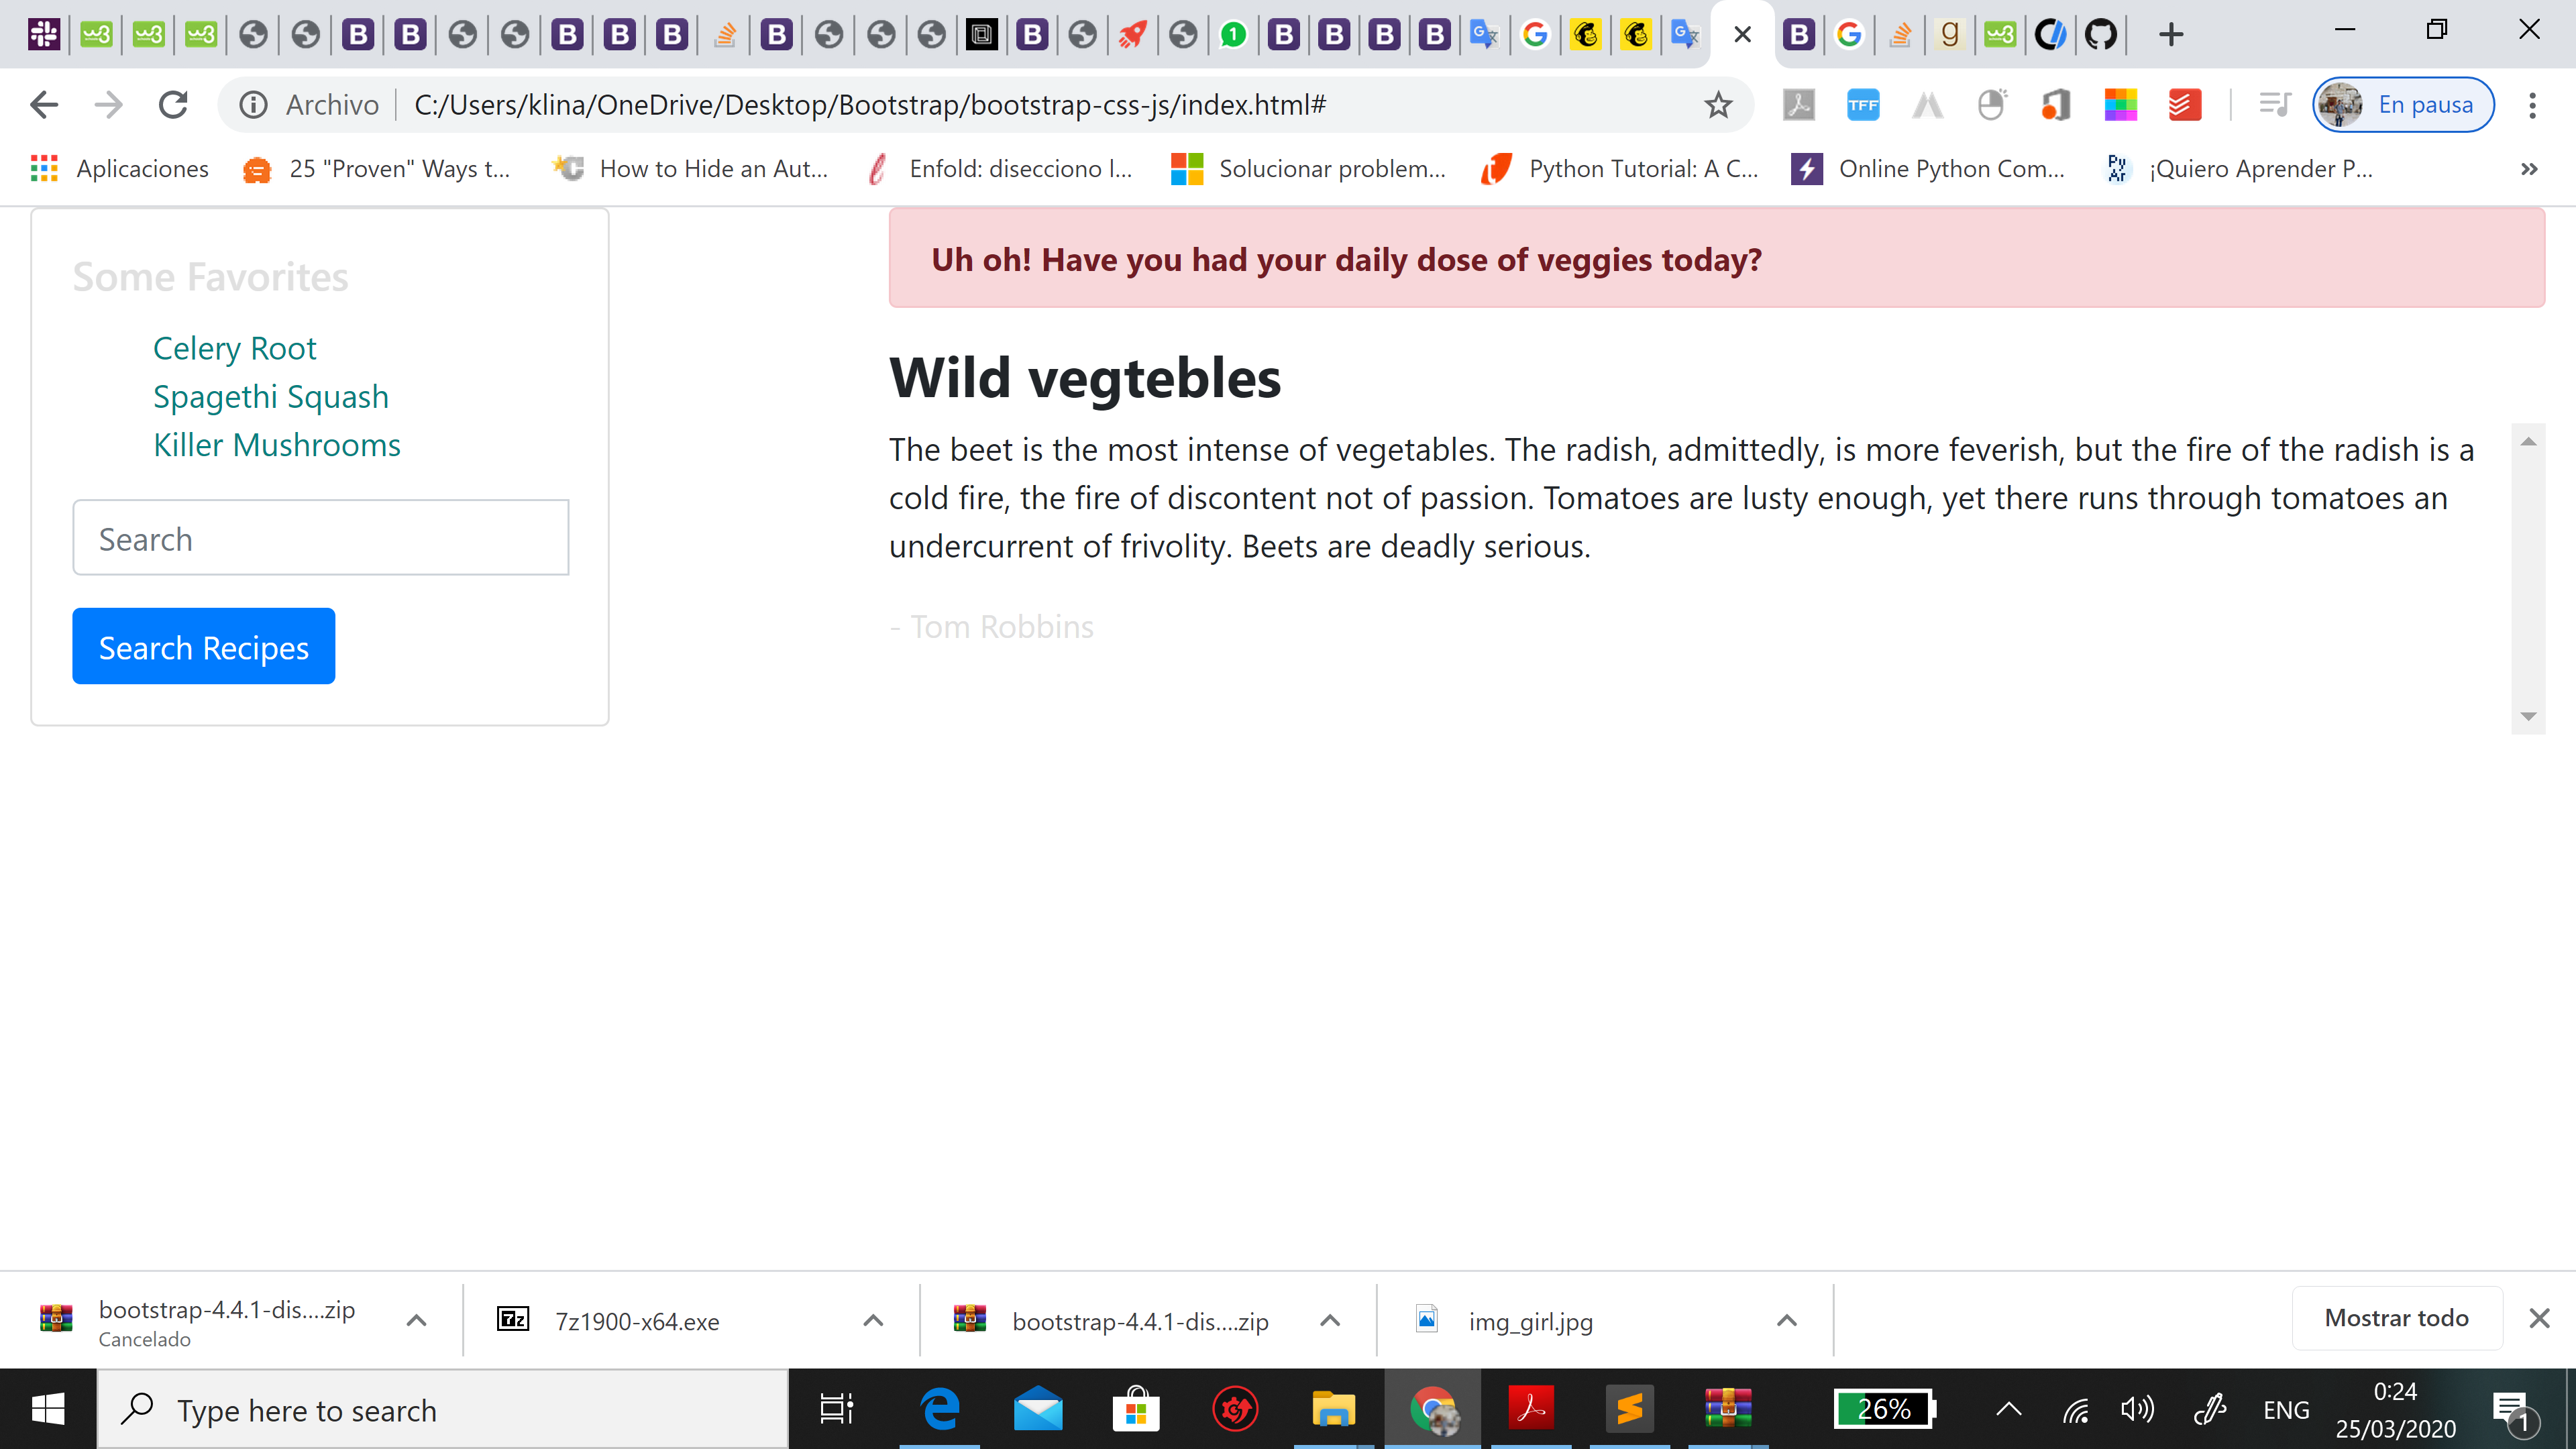 1
Archivo
C:/Users/klina/OneDrive/Desktop/Bootstrap/bootstrap-css-js/index.html#
TFF
En pausa
Aplicaciones
25 "Proven" Ways t...
How to Hide an Aut...
Enfold: disecciono l...
Solucionar problem...
Python Tutorial: A C...
Online Python Com...
¡Quiero Aprender P...
»
Some Favorites
Celery Root
Spagethi Squash
Killer Mushrooms
Search
Search Recipes
Uh oh! Have you had your daily dose of veggies today?
Wild vegtebles
The beet is the most intense of vegetables. The radish, admittedly, is more feverish, but the fire of the radish is a
cold fire, the fire of discontent not of passion. Tomatoes are lusty enough, yet there runs through tomatoes an
undercurrent of frivolity. Beets are deadly serious.
- Tom Robbins
bootstrap-4.4.1-dis....zip
Cancelado
7z
7z1900-x64.exe
bootstrap-4.4.1-dis....zip
img_girl.jpg
Mostrar todo
Type here to search
26%
ENG
0:24
25/03/2020
1